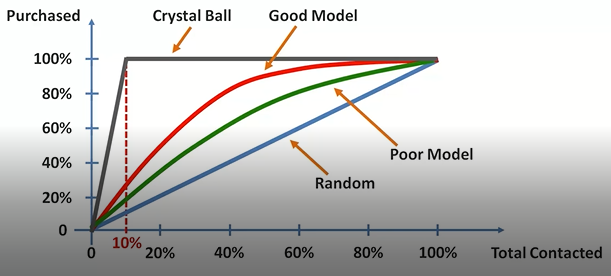 Purchased
Crystal Ball
Good Model
100%
80%
60%
40%
20%
0
Poor Model
Random
0
10%
20%
40%
60%
80%
100%
Total Contacted